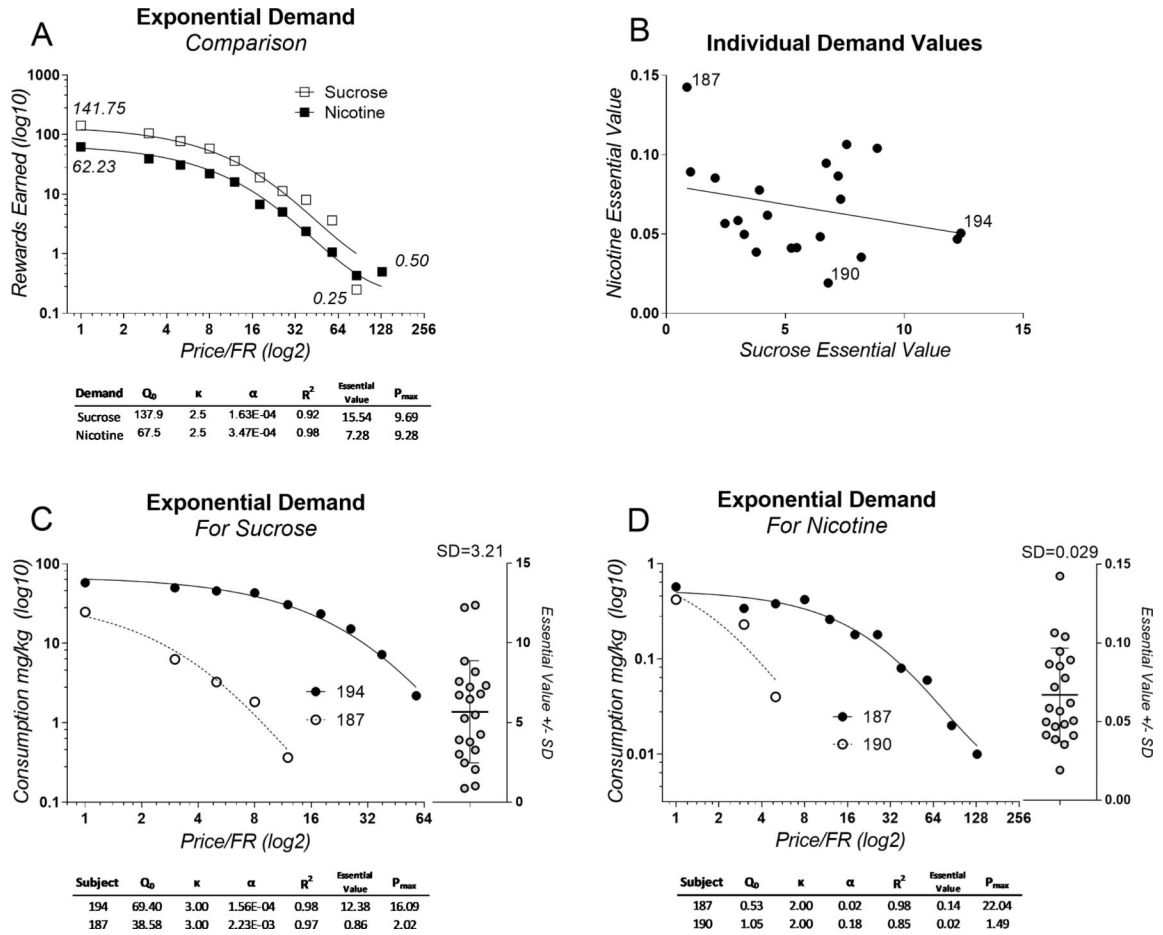 A
Exponential Demand
Comparison
Rewards Earned (log10)
1000
100
10
1
0.1
141.75
62.23
Sucrose
Nicotine
0.50
0.25
1 2 4 8 16 32 64 128 256
Price/FR (log2)
Demand Q0 κ α R2 Essential Value Pmax
Sucrose 137.9 2.5 1.63E-04 0.92 15.54 9.69
Nicotine 67.5 2.5 3.47E-04 0.98 7.28 9.28
B
Individual Demand Values
Nicotine Essential Value
0.15
0.10
0.05
0.00
187
194
190
0 5 10 15
Sucrose Essential Value
C
Exponential Demand
For Sucrose
Consumption mg/kg (log10)
100
10
1
0.1
194
187
1 2 4 8 16 32 64
Price/FR (log2)
SD=3.21
15
10
5
0
Essential Value +/- SD
Subject Q0 κ α R2 Essential Value Pmax
194 69.40 3.00 1.56E-04 0.98 12.38 16.09
187 38.58 3.00 2.23E-03 0.97 0.86 2.02
D
Exponential Demand
For Nicotine
Consumption mg/kg (log10)
1
0.1
0.01
187
190
1 2 4 8 16 32 64 128 256
Price/FR (log2)
SD=0.029
0.15
0.10
0.05
0.00
Essential Value +/- SD
Subject Q0 κ α R2 Essential Value Pmax
187 0.53 2.00 0.02 0.98 0.14 22.04
190 1.05 2.00 0.18 0.85 0.02 1.49